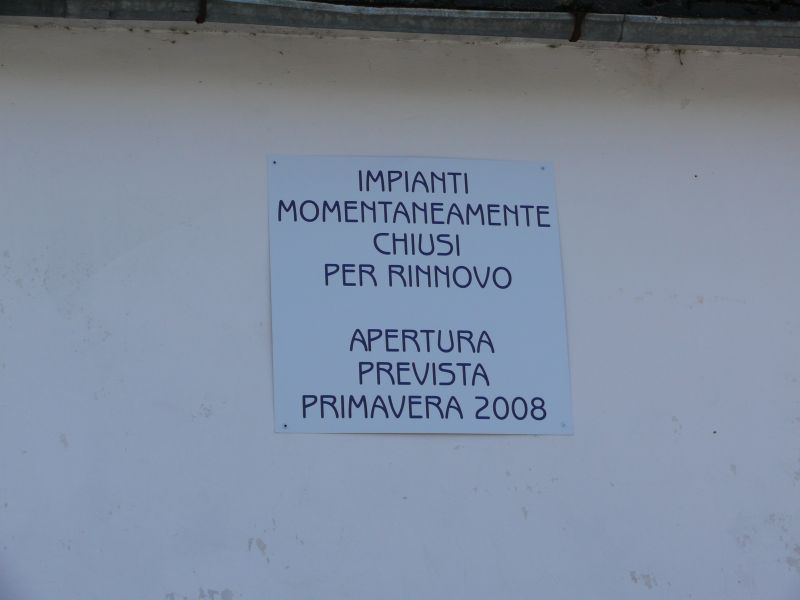 IMPIANTI
MOMENTANEAMENTE
CHIUSI
PER RINNOVO
APERTURA
PREVISTA
PRIMAVERA 2008